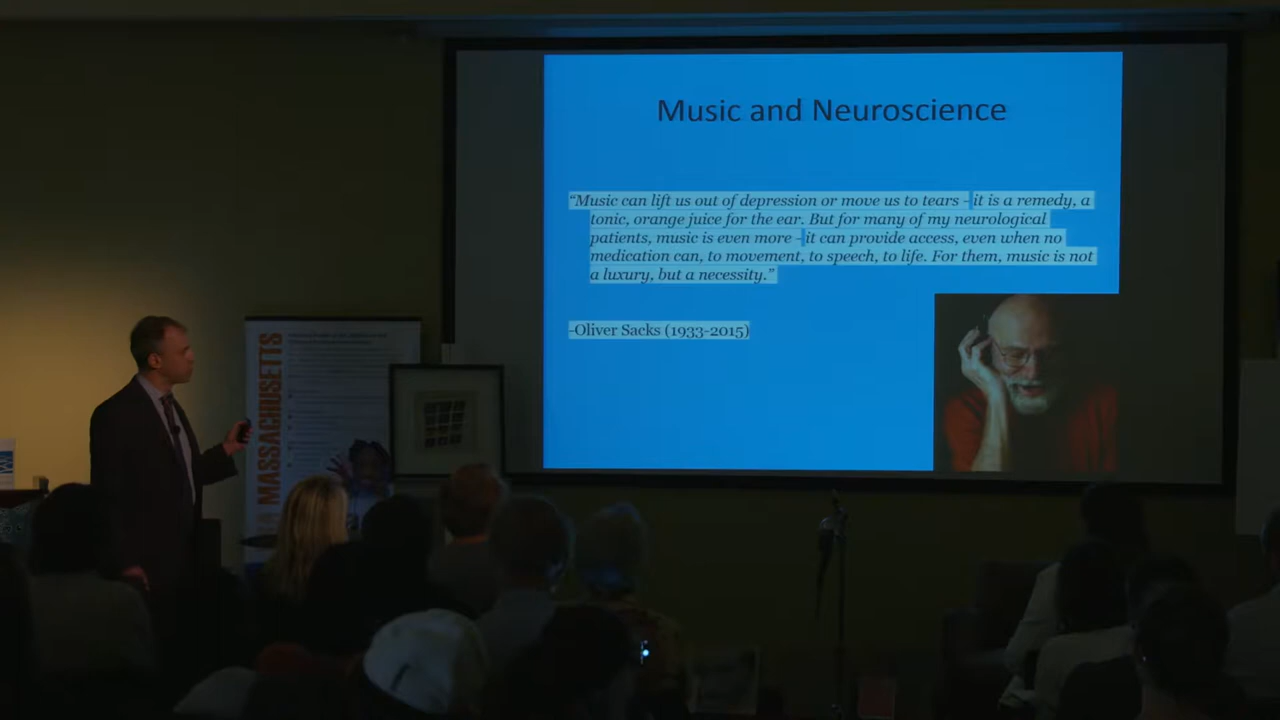 Music and Neuroscience
“Music can lift us out of depression or move us to tears - it is a remedy, a
tonic, orange juice for the ear. But for many of my neurological
patients, music is even more - it can provide access, even when no
medication can, to movement, to speech, to life. For them, music is not
a luxury, but a necessity.”
-Oliver Sacks (1933-2015)
MASSACHUSETTS